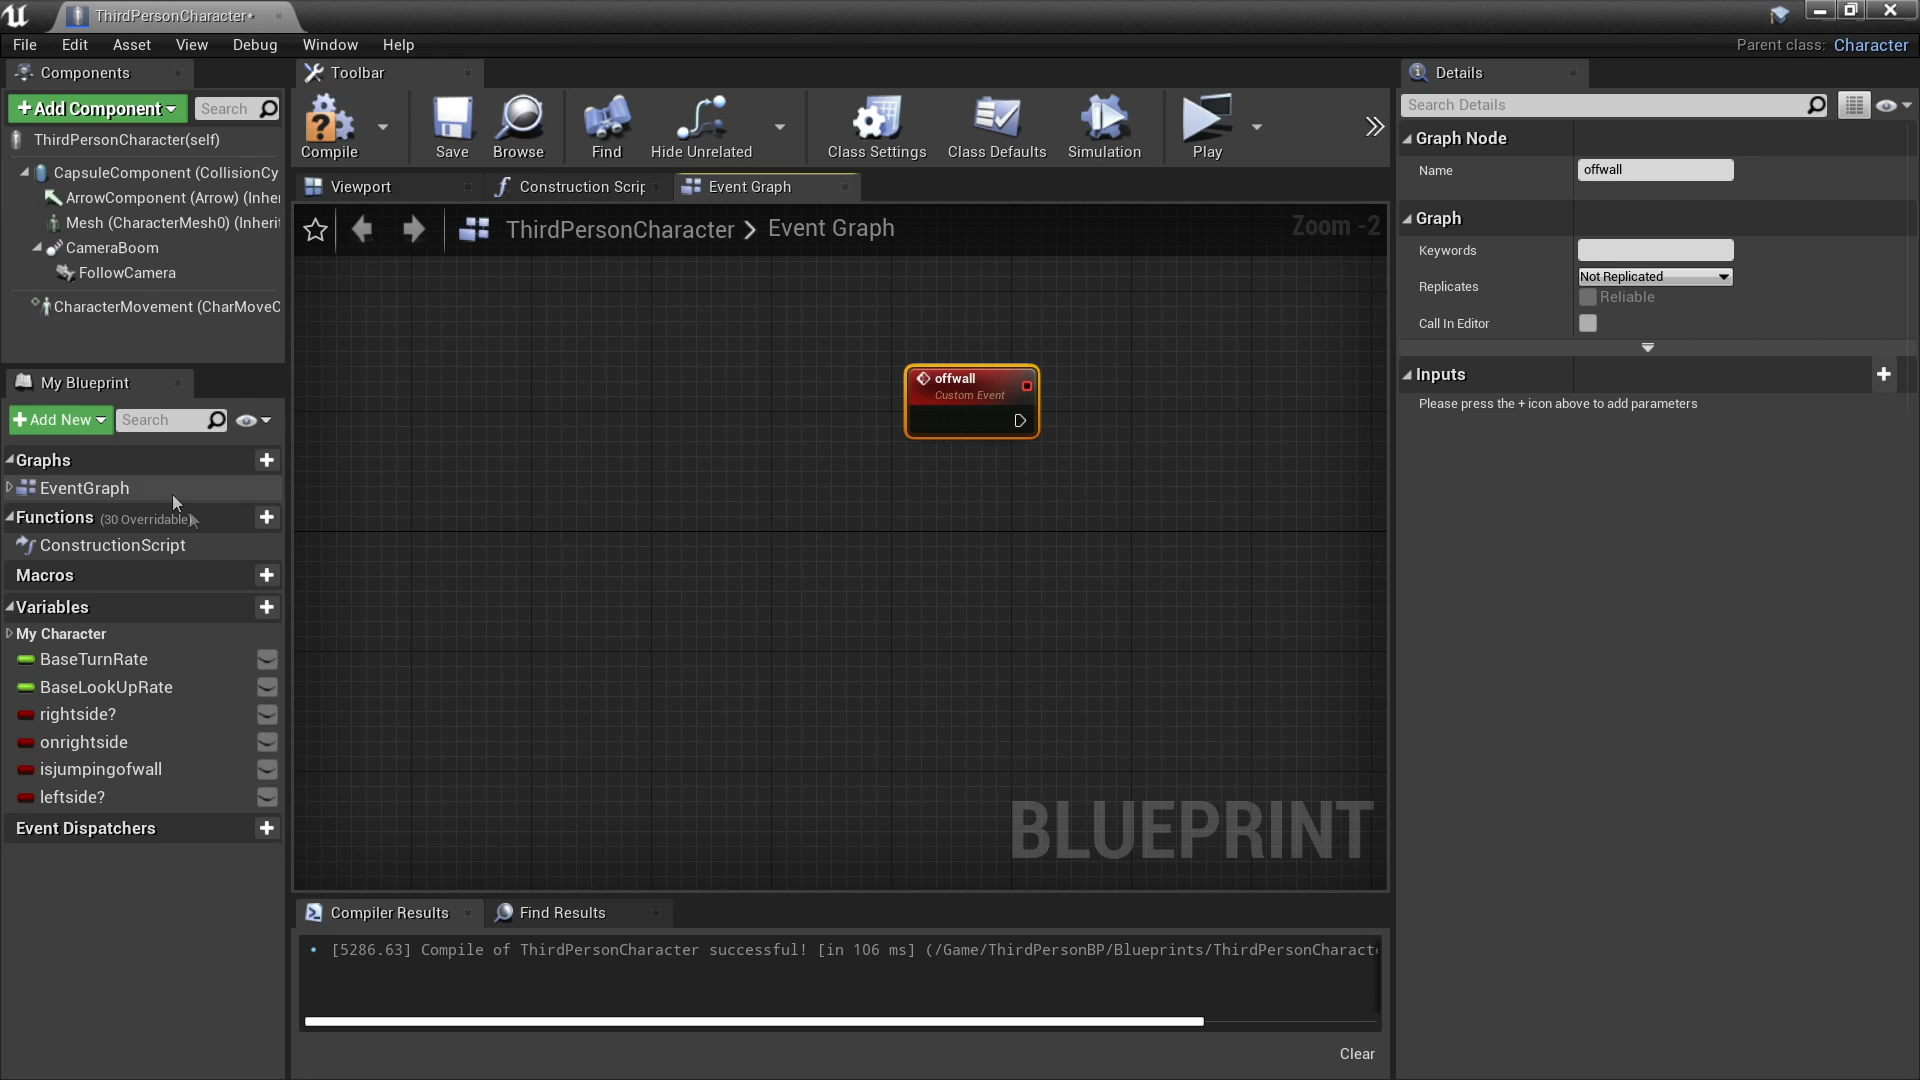 ThirdPersonCharacter*
File Edit Asset View Debug Window Help
Parent class: Character
Components
Toolbar
Details
Add Component
Search
Search Details
ThirdPersonCharacter(self)
CapsuleComponent (CollisionCy
ArrowComponent (Arrow) (Inher
Mesh (CharacterMesh0) (Inherit
CameraBoom
FollowCamera
CharacterMovement (CharMoveC
Compile
Save
Browse
Find
Hide Unrelated
Class Settings
Class Defaults
Simulation
Play
Viewport
Construction Scrip
Event Graph
ThirdPersonCharacter > Event Graph
Zoom -2
offwall
Custom Event
BLUEPRINT
My Blueprint
Add New
Search
Graphs
EventGraph
Functions (30 Overridable)
ConstructionScript
Macros
Variables
My Character
BaseTurnRate
BaseLookUpRate
rightside?
onrightside
isjumpingofwall
leftside?
Event Dispatchers
Graph Node
Name offwall
Graph
Keywords
Replicates Not Replicated
Reliable
Call In Editor
Inputs
Please press the + icon above to add parameters
Compiler Results
Find Results
[5286.63] Compile of ThirdPersonCharacter successful! [in 106 ms] (/Game/ThirdPersonBP/Blueprints/ThirdPersonCharact
Clear